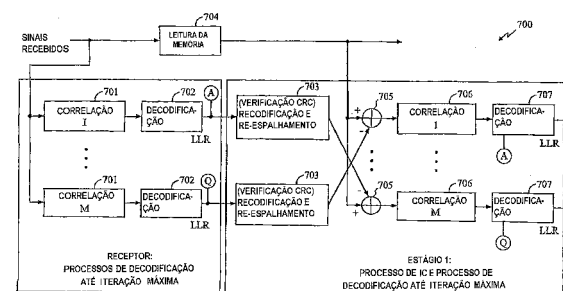 704
700
SINAIS
RECEBIDOS
LEITURA DA
MEMÓRIA
701
702
A
CORRELAÇÃO
1
DECODIFICA-
ÇÃO
LLR
703
(VERIFICAÇÃO CRC)
RECODIFICAÇÃO E
RE-ESPALHAMENTO
705
706
707
+
-
CORRELAÇÃO
1
DECODIFICA-
ÇÃO
A
LLR
701
702
Q
CORRELAÇÃO
M
DECODIFICA-
ÇÃO
LLR
703
(VERIFICAÇÃO CRC)
RECODIFICAÇÃO E
RE-ESPALHAMENTO
705
706
707
-
+
CORRELAÇÃO
M
DECODIFICA-
ÇÃO
Q
LLR
RECEPTOR:
PROCESSOS DE DECODIFICAÇÃO
ATÉ ITERAÇÃO MÁXIMA
ESTÁGIO 1:
PROCESSO DE IC E PROCESSO DE
DECODIFICAÇÃO ATÉ ITERAÇÃO MÁXIMA